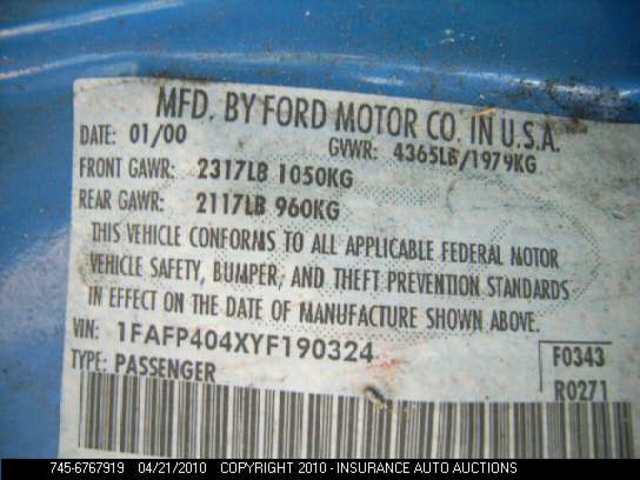 MFD. BY FORD MOTOR CO. IN U.S.A.
DATE: 01/00 GVWR: 4365LB/1979KG
FRONT GAWR: 2317LB 1050KG
REAR GAWR: 2117LB 960KG
THIS VEHICLE CONFORMS TO ALL APPLICABLE FEDERAL MOTOR
VEHICLE SAFETY, BUMPER, AND THEFT PREVENTION STANDARDS
IN EFFECT ON THE DATE OF MANUFACTURE SHOWN ABOVE.
VIN: 1FAFP404XYF190324
TYPE: PASSENGER
F0343
R0271
745-6767919 04/21/2010 COPYRIGHT 2010 - INSURANCE AUTO AUCTIONS